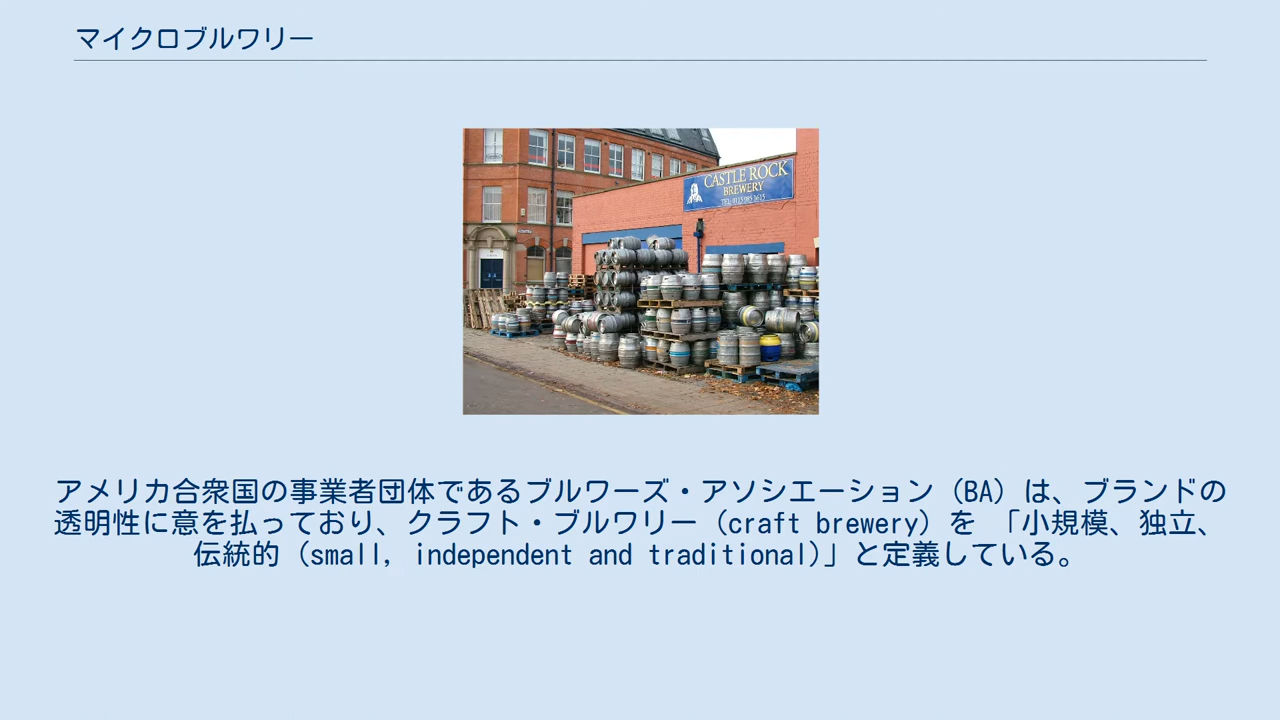 マイクロブルワリー
CASTLE ROCK
BREWERY
TEL: 0115 985 1615
アメリカ合衆国の事業者団体であるブルワーズ・アソシエーション（BA）は、ブランドの
透明性に意を払っており、クラフト・ブルワリー（craft brewery）を 「小規模、独立、
伝統的（small, independent and traditional)」と定義している。